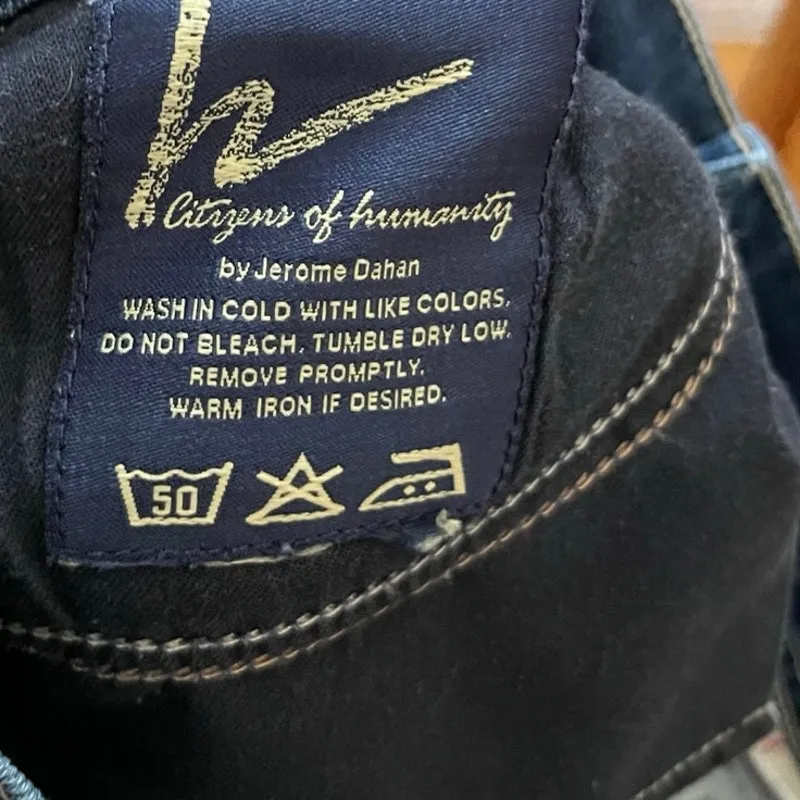 h
Citizens of humanity
by Jerome Dahan
WASH IN COLD WITH LIKE COLORS.
DO NOT BLEACH. TUMBLE DRY LOW.
REMOVE PROMPTLY.
WARM IRON IF DESIRED.
50